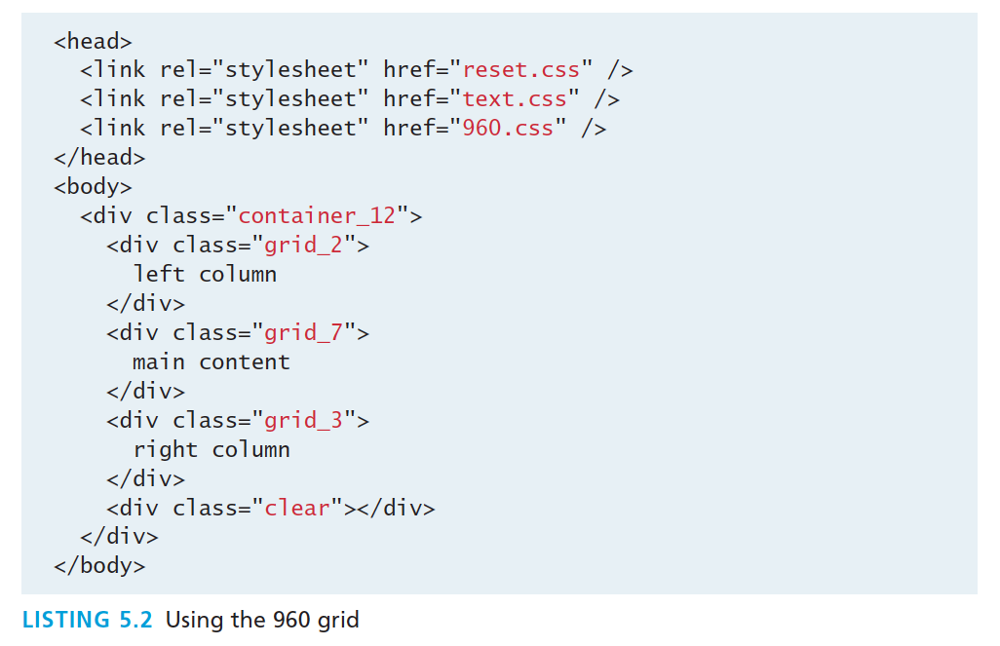 <head>
  <link rel="stylesheet" href="reset.css" />
  <link rel="stylesheet" href="text.css" />
  <link rel="stylesheet" href="960.css" />
</head>
<body>
  <div class="container_12">
    <div class="grid_2">
      left column
    </div>
    <div class="grid_7">
      main content
    </div>
    <div class="grid_3">
      right column
    </div>
    <div class="clear"></div>
  </div>
</body>
LISTING 5.2 Using the 960 grid